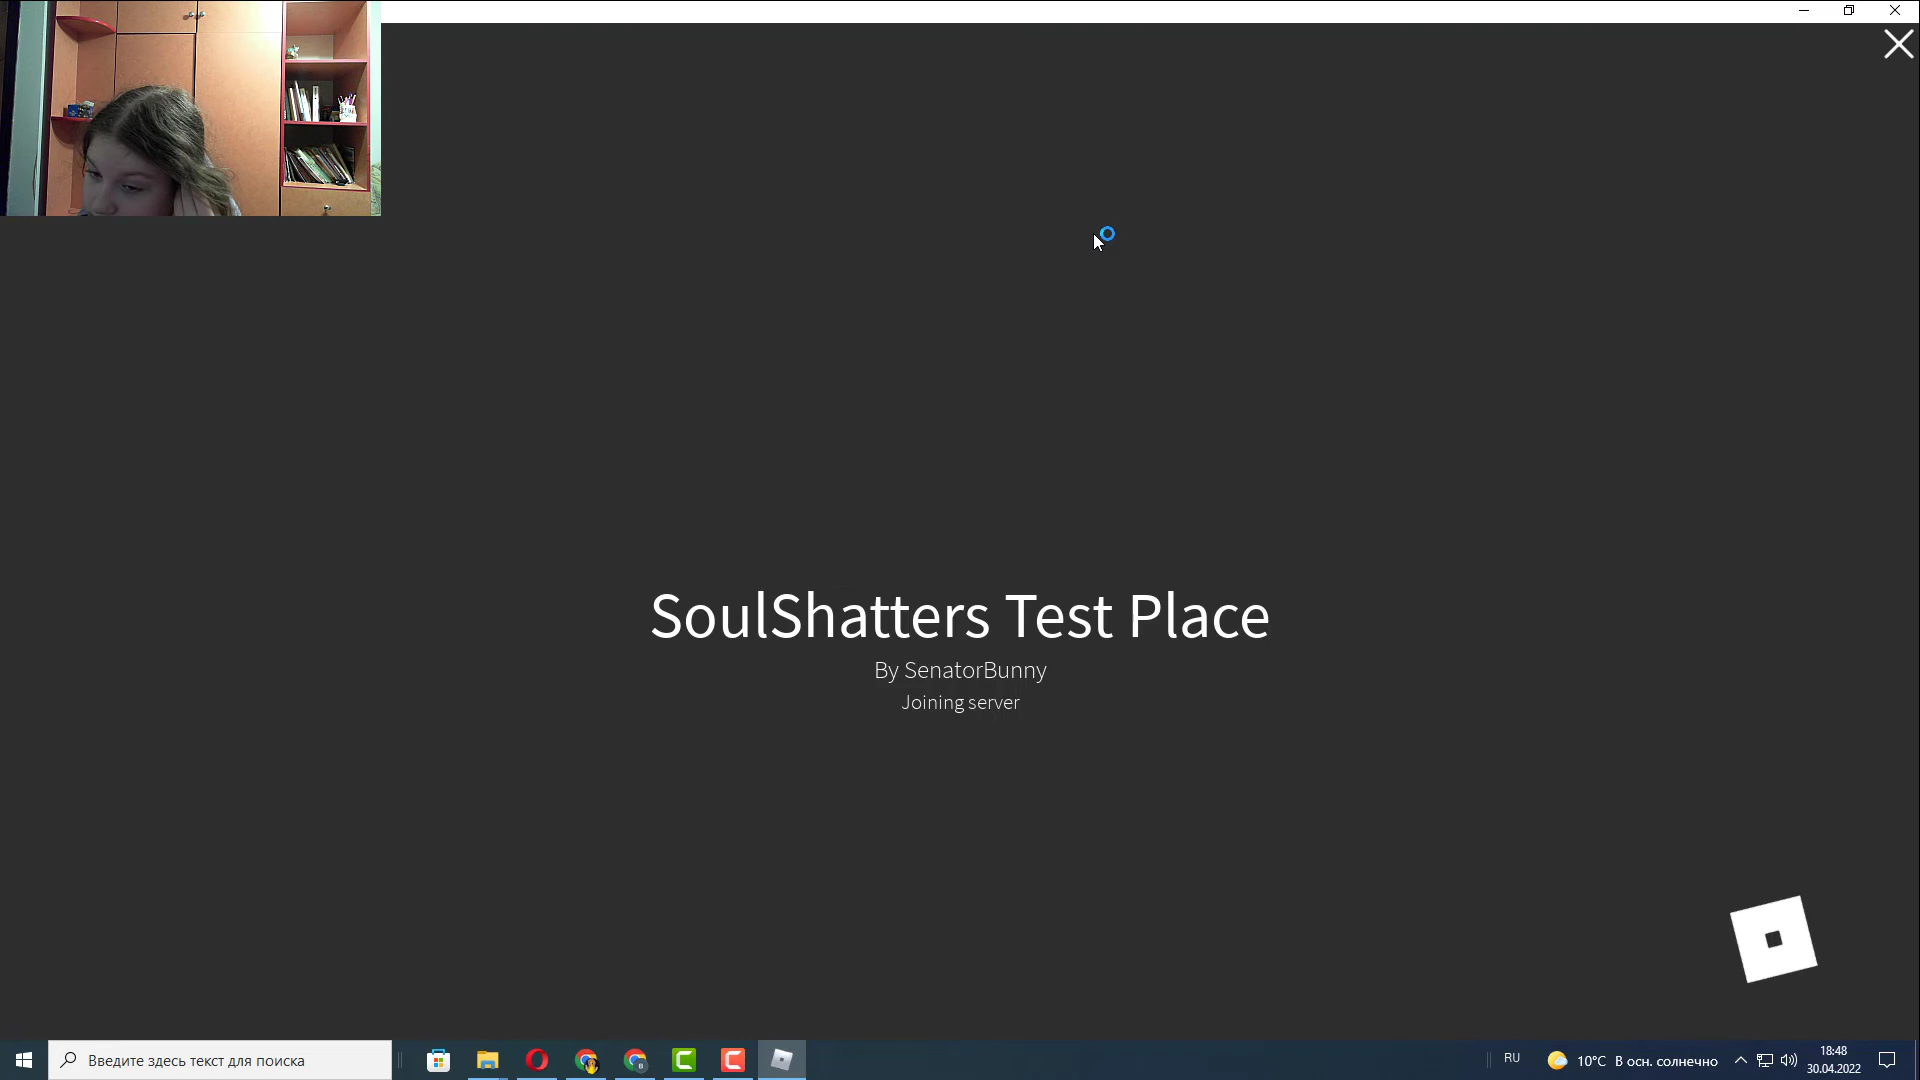 SoulShatters Test Place
By SenatorBunny
Joining server
Введите здесь текст для поиска
RU
10°C В осн. солнечно
18:48
30.04.2022